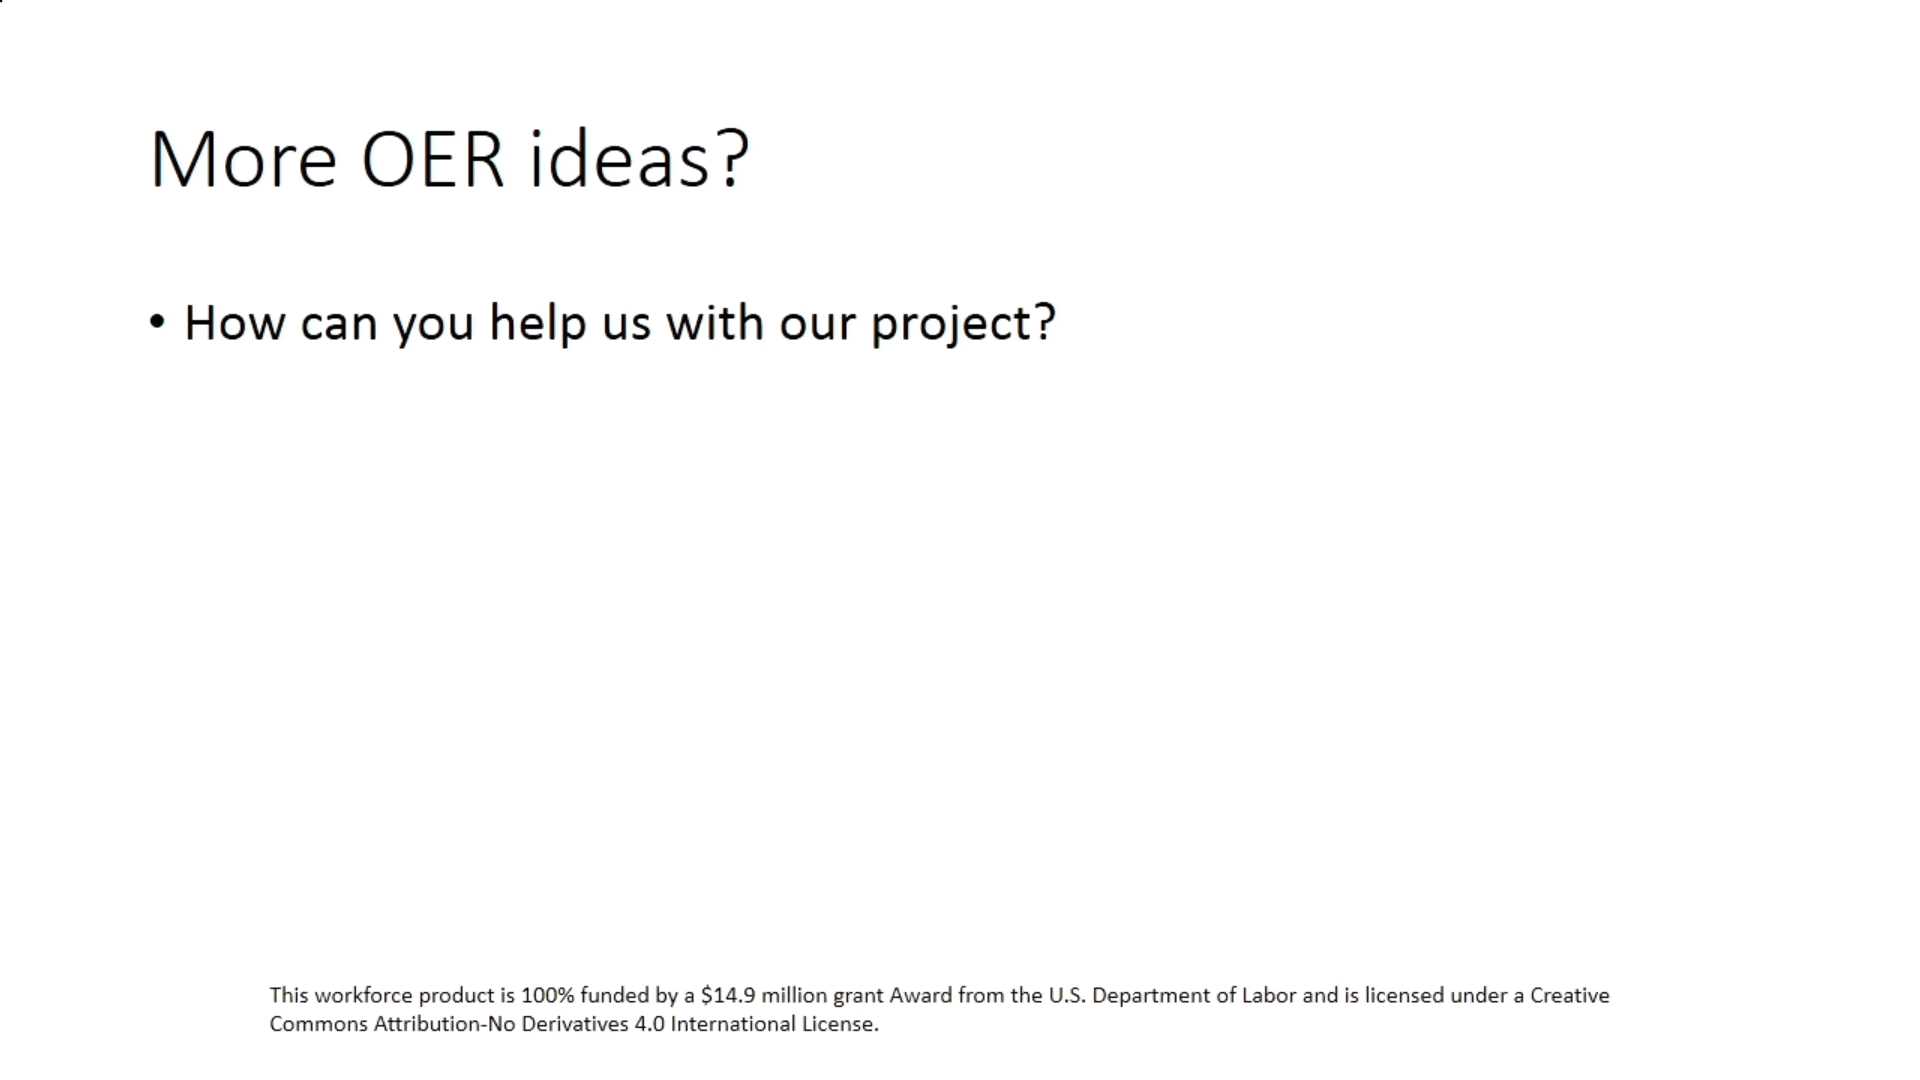 More OER ideas?
• How can you help us with our project?
This workforce product is 100% funded by a $14.9 million grant Award from the U.S. Department of Labor and is licensed under a Creative
Commons Attribution-No Derivatives 4.0 International License.